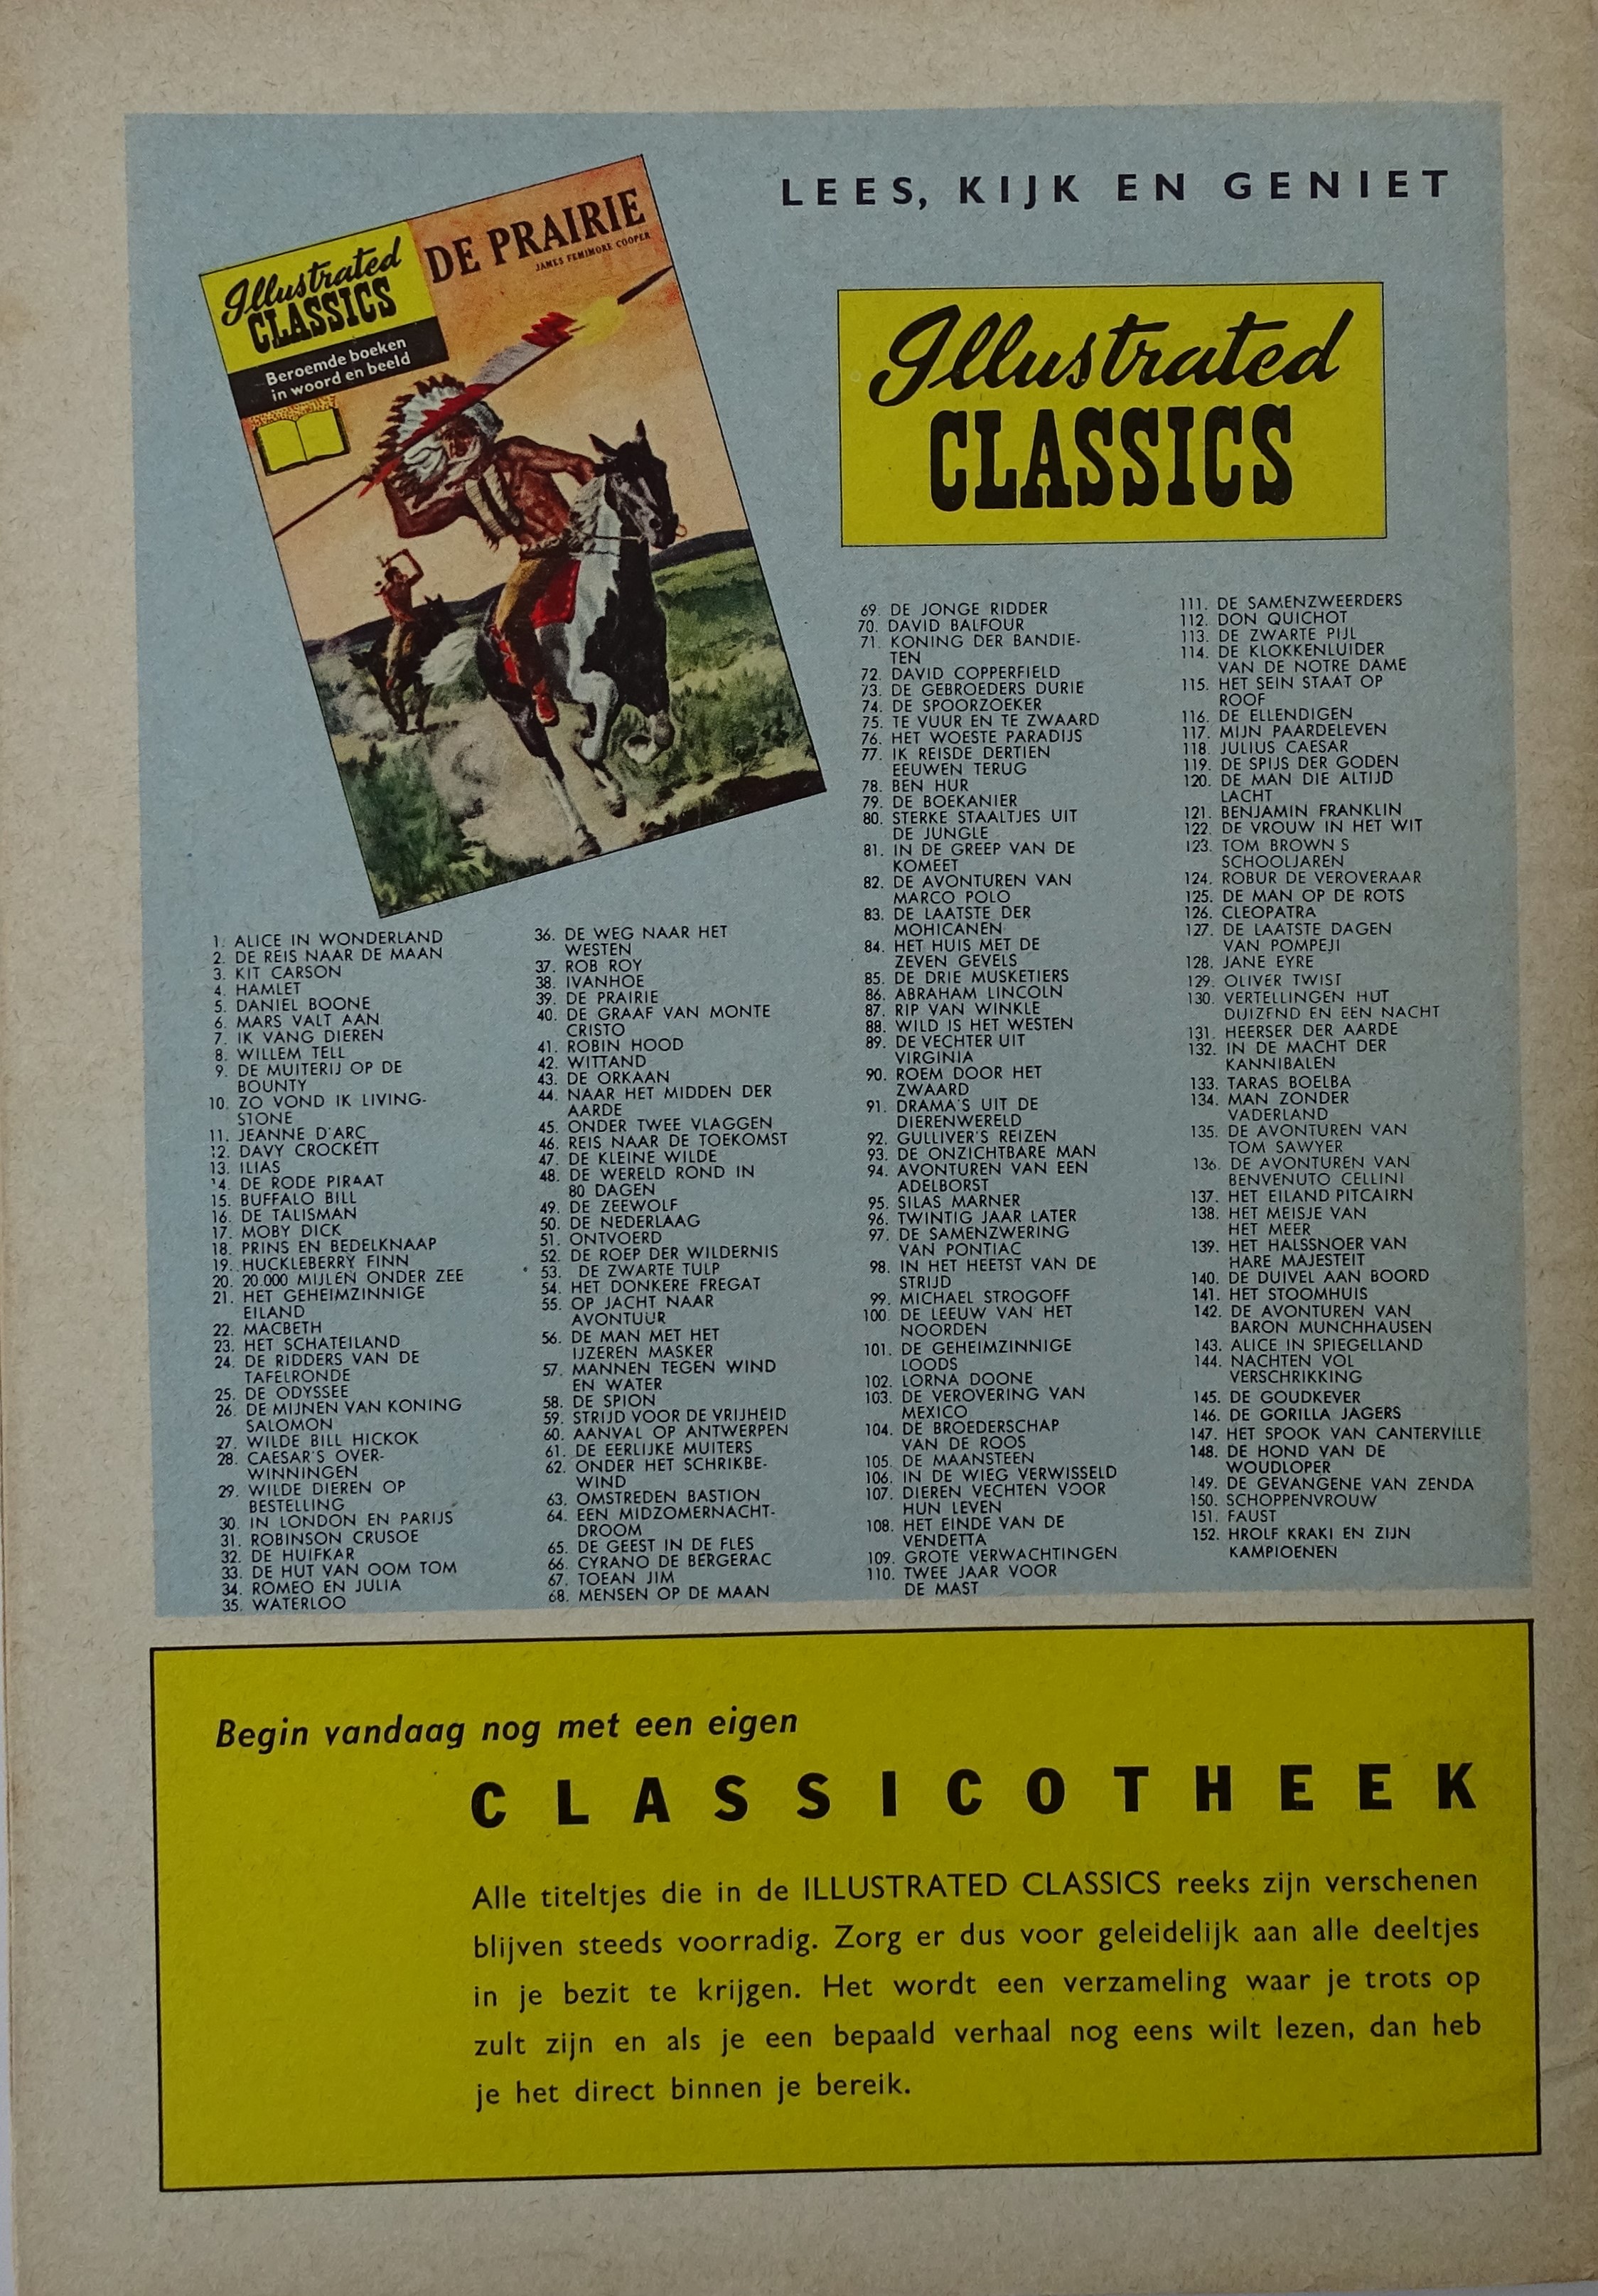 LEES, KIJK EN GENIET
Illustrated
CLASSICS
Beroemde boeken
in woord en beeld
DE PRAIRIE
JAMES FENIMORE COOPER
Illustrated
CLASSICS
1. ALICE IN WONDERLAND
2. DE REIS NAAR DE MAAN
3. KIT CARSON
4. HAMLET
5. DANIEL BOONE
6. MARS VALT AAN
7. IK VANG DIEREN
8. WILLEM TELL
9. DE MUITERIJ OP DE
BOUNTY
10. ZO VOND IK LIVING-
STONE
11. JEANNE D'ARC
12. DAVY CROCKETT
13. ILIAS
14. DE RODE PIRAAT
15. BUFFALO BILL
16. DE TALISMAN
17. MOBY DICK
18. PRINS EN BEDELKNAAP
19. HUCKLEBERRY FINN
20. 20.000 MIJLEN ONDER ZEE
21. HET GEHEIMZINNIGE
EILAND
22. MACBETH
23. HET SCHATEILAND
24. DE RIDDERS VAN DE
TAFELRONDE
25. DE ODYSSEE
26. DE MIJNEN VAN KONING
SALOMON
27. WILDE BILL HICKOK
28. CAESAR'S OVER-
WINNINGEN
29. WILDE DIEREN OP
BESTELLING
30. IN LONDON EN PARIJS
31. ROBINSON CRUSOE
32. DE HUIFKAR
33. DE HUT VAN OOM TOM
34. ROMEO EN JULIA
35. WATERLOO
36. DE WEG NAAR HET
WESTEN
37. ROB ROY
38. IVANHOE
39. DE PRAIRIE
40. DE GRAAF VAN MONTE
CRISTO
41. ROBIN HOOD
42. WITTAND
43. DE ORKAAN
44. NAAR HET MIDDEN DER
AARDE
45. ONDER TWEE VLAGGEN
46. REIS NAAR DE TOEKOMST
47. DE KLEINE WILDE
48. DE WERELD ROND IN
80 DAGEN
49. DE ZEEWOLF
50. DE NEDERLAAG
51. ONTVOERD
52. DE ROEP DER WILDERNIS
53. DE ZWARTE TULP
54. HET DONKERE FREGAT
55. OP JACHT NAAR
AVONTUUR
56. DE MAN MET HET
IJZEREN MASKER
57. MANNEN TEGEN WIND
EN WATER
58. DE SPION
59. STRIJD VOOR DE VRIJHEID
60. AANVAL OP ANTWERPEN
61. DE EERLIJKE MUITERS
62. ONDER HET SCHRIKBE-
WIND
63. OMSTREDEN BASTION
64. EEN MIDZOMERNACHT-
DROOM
65. DE GEEST IN DE FLES
66. CYRANO DE BERGERAC
67. TOEAN JIM
68. MENSEN OP DE MAAN
69. DE JONGE RIDDER
70. DAVID BALFOUR
71. KONING DER BANDIE-
TEN
72. DAVID COPPERFIELD
73. DE GEBROEDERS DURIE
74. DE SPOORZOEKER
75. TE VUUR EN TE ZWAARD
76. HET WOESTE PARADIJS
77. IK REISDE DERTIEN
EEUWEN TERUG
78. BEN HUR
79. DE BOEKANIER
80. STERKE STAALTJES UIT
DE JUNGLE
81. IN DE GREEP VAN DE
KOMEET
82. DE AVONTUREN VAN
MARCO POLO
83. DE LAATSTE DER
MOHICANEN
84. HET HUIS MET DE
ZEVEN GEVELS
85. DE DRIE MUSKETIERS
86. ABRAHAM LINCOLN
87. RIP VAN WINKLE
88. WILD IS HET WESTEN
89. DE VECHTER UIT
VIRGINIA
90. ROEM DOOR HET
ZWAARD
91. DRAMA'S UIT DE
DIERENWERELD
92. GULLIVER'S REIZEN
93. DE ONZICHTBARE MAN
94. AVONTUREN VAN EEN
ADELBORST
95. SILAS MARNER
96. TWINTIG JAAR LATER
97. DE SAMENZWERING
VAN PONTIAC
98. IN HET HEETST VAN DE
STRIJD
99. MICHAEL STROGOFF
100. DE LEEUW VAN HET
NOORDEN
101. DE GEHEIMZINNIGE
LOODS
102. LORNA DOONE
103. DE VEROVERING VAN
MEXICO
104. DE BROEDERSCHAP
VAN DE ROOS
105. DE MAANSTEEN
106. IN DE WIEG VERWISSELD
107. DIEREN VECHTEN VOOR
HUN LEVEN
108. HET EINDE VAN DE
VENDETTA
109. GROTE VERWACHTINGEN
110. TWEE JAAR VOOR
DE MAST
111. DE SAMENZWEERDERS
112. DON QUICHOT
113. DE ZWARTE PIJL
114. DE KLOKKENLUIDER
VAN DE NOTRE DAME
115. HET SEIN STAAT OP
ROOF
116. DE ELLENDIGEN
117. MIJN PAARDELEVEN
118. JULIUS CAESAR
119. DE SPIJS DER GODEN
120. DE MAN DIE ALTIJD
LACHT
121. BENJAMIN FRANKLIN
122. DE VROUW IN HET WIT
123. TOM BROWN S
SCHOOLJAREN
124. ROBUR DE VEROVERAAR
125. DE MAN OP DE ROTS
126. CLEOPATRA
127. DE LAATSTE DAGEN
VAN POMPEJI
128. JANE EYRE
129. OLIVER TWIST
130. VERTELLINGEN HUT
DUIZEND EN EEN NACHT
131. HEERSER DER AARDE
132. IN DE MACHT DER
KANNIBALEN
133. TARAS BOELBA
134. MAN ZONDER
VADERLAND
135. DE AVONTUREN VAN
TOM SAWYER
136. DE AVONTUREN VAN
BENVENUTO CELLINI
137. HET EILAND PITCAIRN
138. HET MEISJE VAN
HET MEER
139. HET HALSSNOER VAN
HARE MAJESTEIT
140. DE DUIVEL AAN BOORD
141. HET STOOMHUIS
142. DE AVONTUREN VAN
BARON MUNCHHAUSEN
143. ALICE IN SPIEGELLAND
144. NACHTEN VOL
VERSCHRIKKING
145. DE GOUDKEVER
146. DE GORILLA JAGERS
147. HET SPOOK VAN CANTERVILLE
148. DE HOND VAN DE
WOUDLOPER
149. DE GEVANGENE VAN ZENDA
150. SCHOPPENVROUW
151. FAUST
152. HROLF KRAKI EN ZIJN
KAMPIOENEN
Begin vandaag nog met een eigen
CLASSICOTHEEK
Alle titeltjes die in de ILLUSTRATED CLASSICS reeks zijn verschenen
blijven steeds voorradig. Zorg er dus voor geleidelijk aan alle deeltjes
in je bezit te krijgen. Het wordt een verzameling waar je trots op
zult zijn en als je een bepaald verhaal nog eens wilt lezen, dan heb
je het direct binnen je bereik.